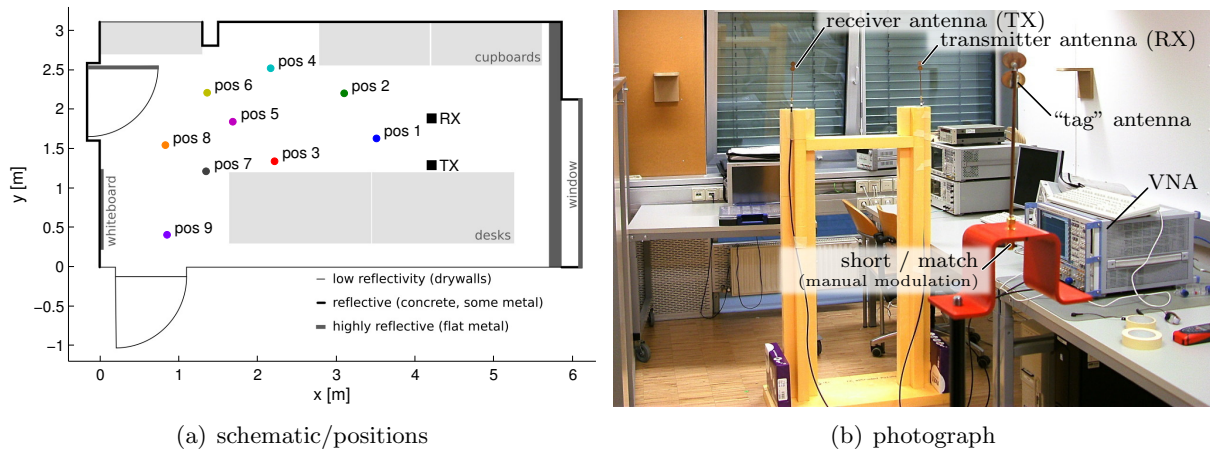 3.0
2.5
2.0
1.5
1.0
0.5
0
−0.5
−1
y [m]
0
1
2
3
4
5
6
x [m]
pos 4
cupboards
pos 6
pos 2
pos 5
RX
pos 1
pos 8
pos 3
pos 7
TX
whiteboard
window
pos 9
desks
low reflectivity (drywalls)
reflective (concrete, some metal)
highly reflective (flat metal)
(a) schematic/positions
receiver antenna (TX)
transmitter antenna (RX)
“tag” antenna
VNA
short / match
(manual modulation)
(b) photograph